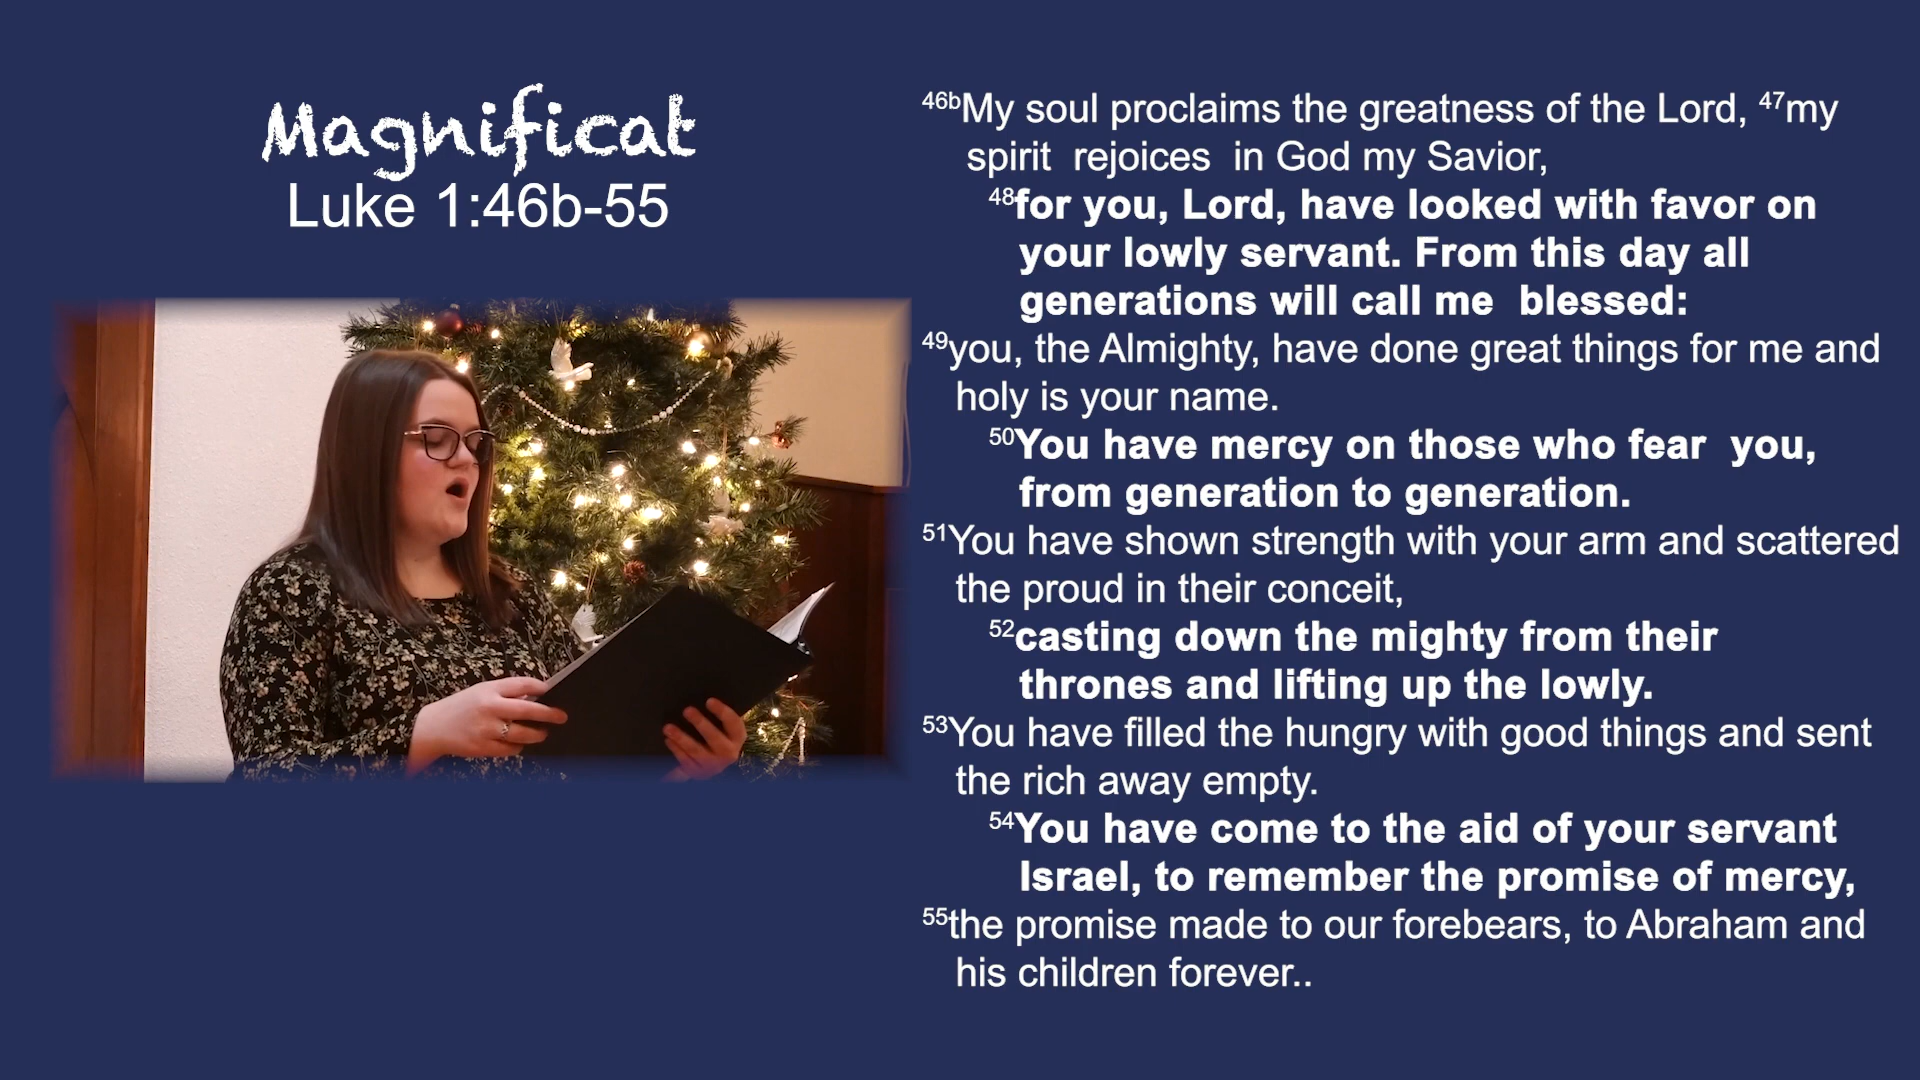 Magnificat
Luke 1:46b-55
46bMy soul proclaims the greatness of the Lord, 47my
spirit rejoices in God my Savior,
48for you, Lord, have looked with favor on
your lowly servant. From this day all
generations will call me blessed:
49you, the Almighty, have done great things for me and
holy is your name.
50You have mercy on those who fear you,
from generation to generation.
51You have shown strength with your arm and scattered
the proud in their conceit,
52casting down the mighty from their
thrones and lifting up the lowly.
53You have filled the hungry with good things and sent
the rich away empty.
54You have come to the aid of your servant
Israel, to remember the promise of mercy,
55the promise made to our forebears, to Abraham and
his children forever..